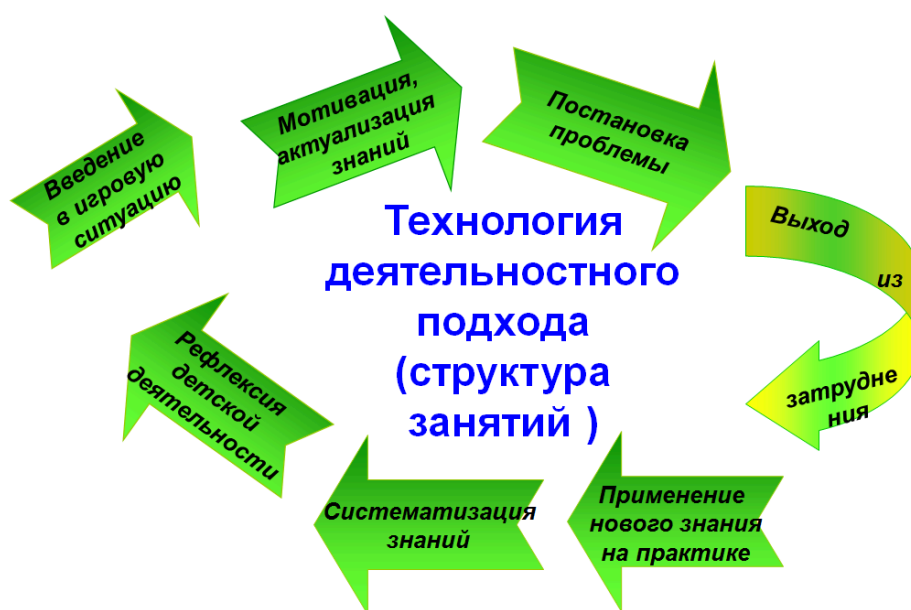 Введение
в игровую
ситуацию
Мотивация,
актуализация
знаний
Постановка
проблемы
Выход
из
затрудне
ния
Применение
нового знания
на практике
Систематизация
знаний
Рефлексия
детской
деятельности
Технология
деятельностного
подхода
(структура
занятий )